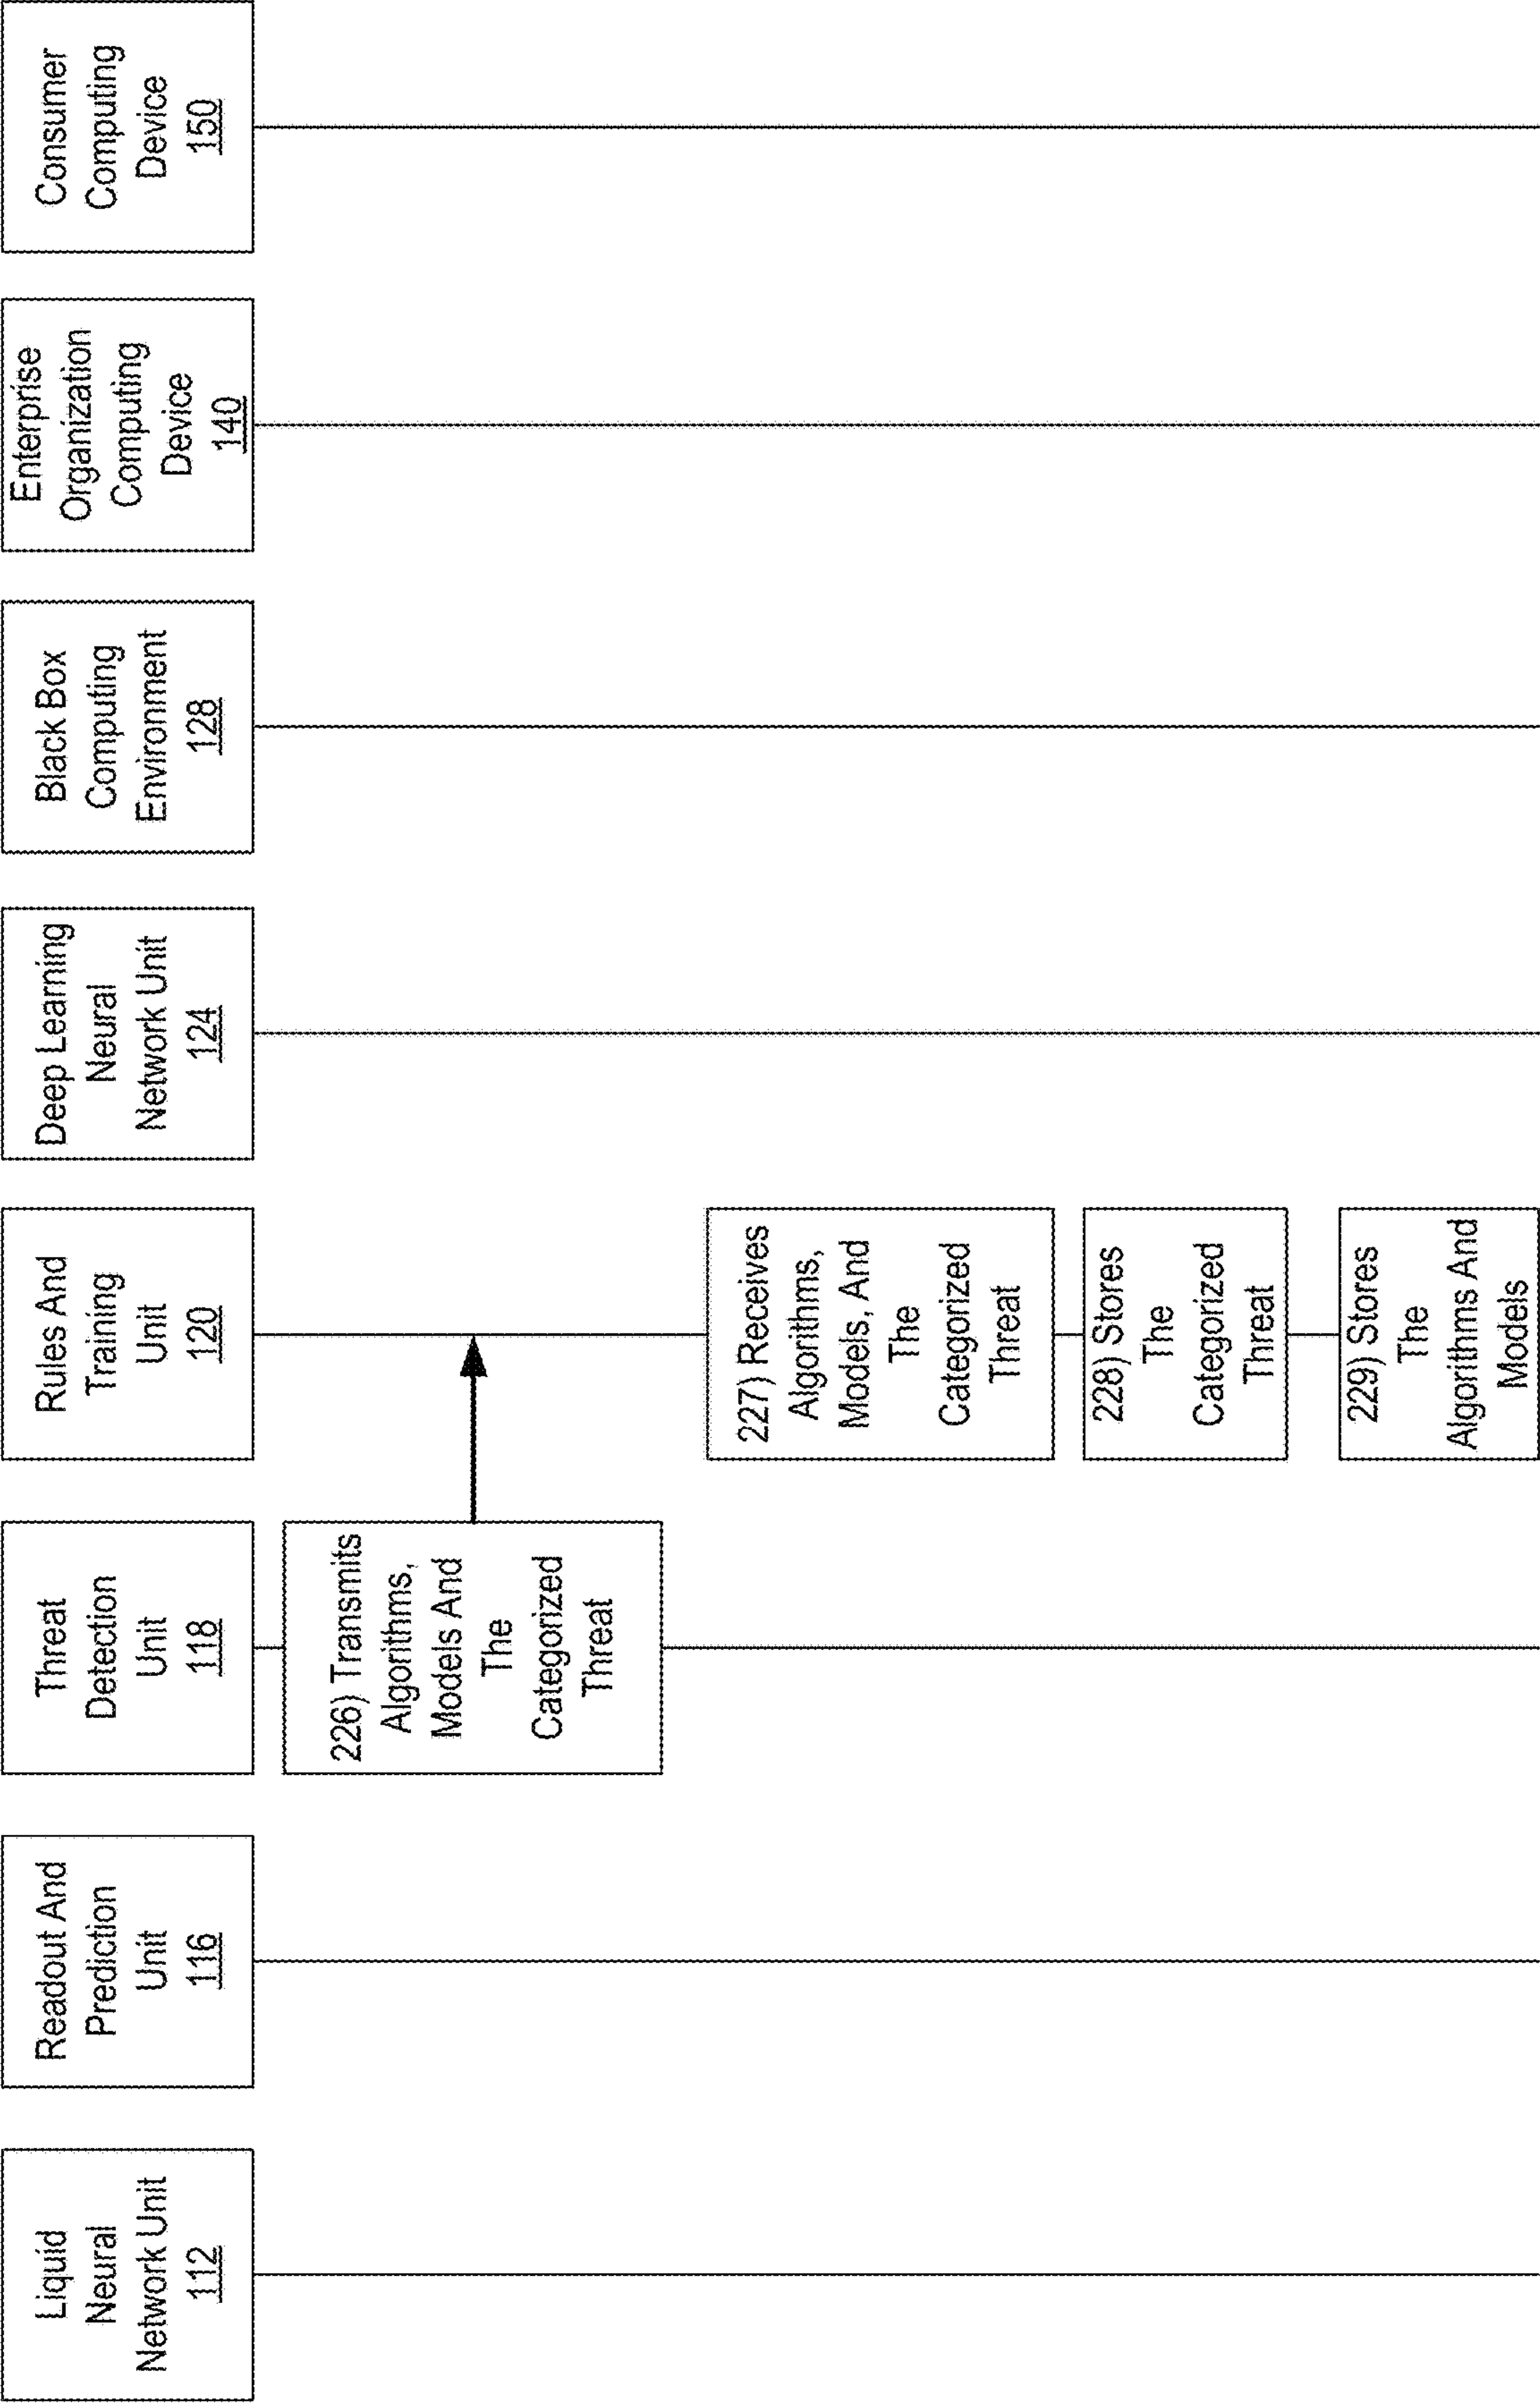 Liquid
Neural
Network Unit
112
Readout And
Prediction
Unit
116
Threat
Detection
Unit
118
Rules And
Training
Unit
120
Deep Learning
Neural
Network Unit
124
Black Box
Computing
Environment
128
Enterprise
Organization
Computing
Device
140
Consumer
Computing
Device
150
226) Transmits
Algorithms,
Models And
The
Categorized
Threat
227) Receives
Algorithms,
Models, And
The
Categorized
Threat
228) Stores
The
Categorized
Threat
229) Stores
The
Algorithms And
Models